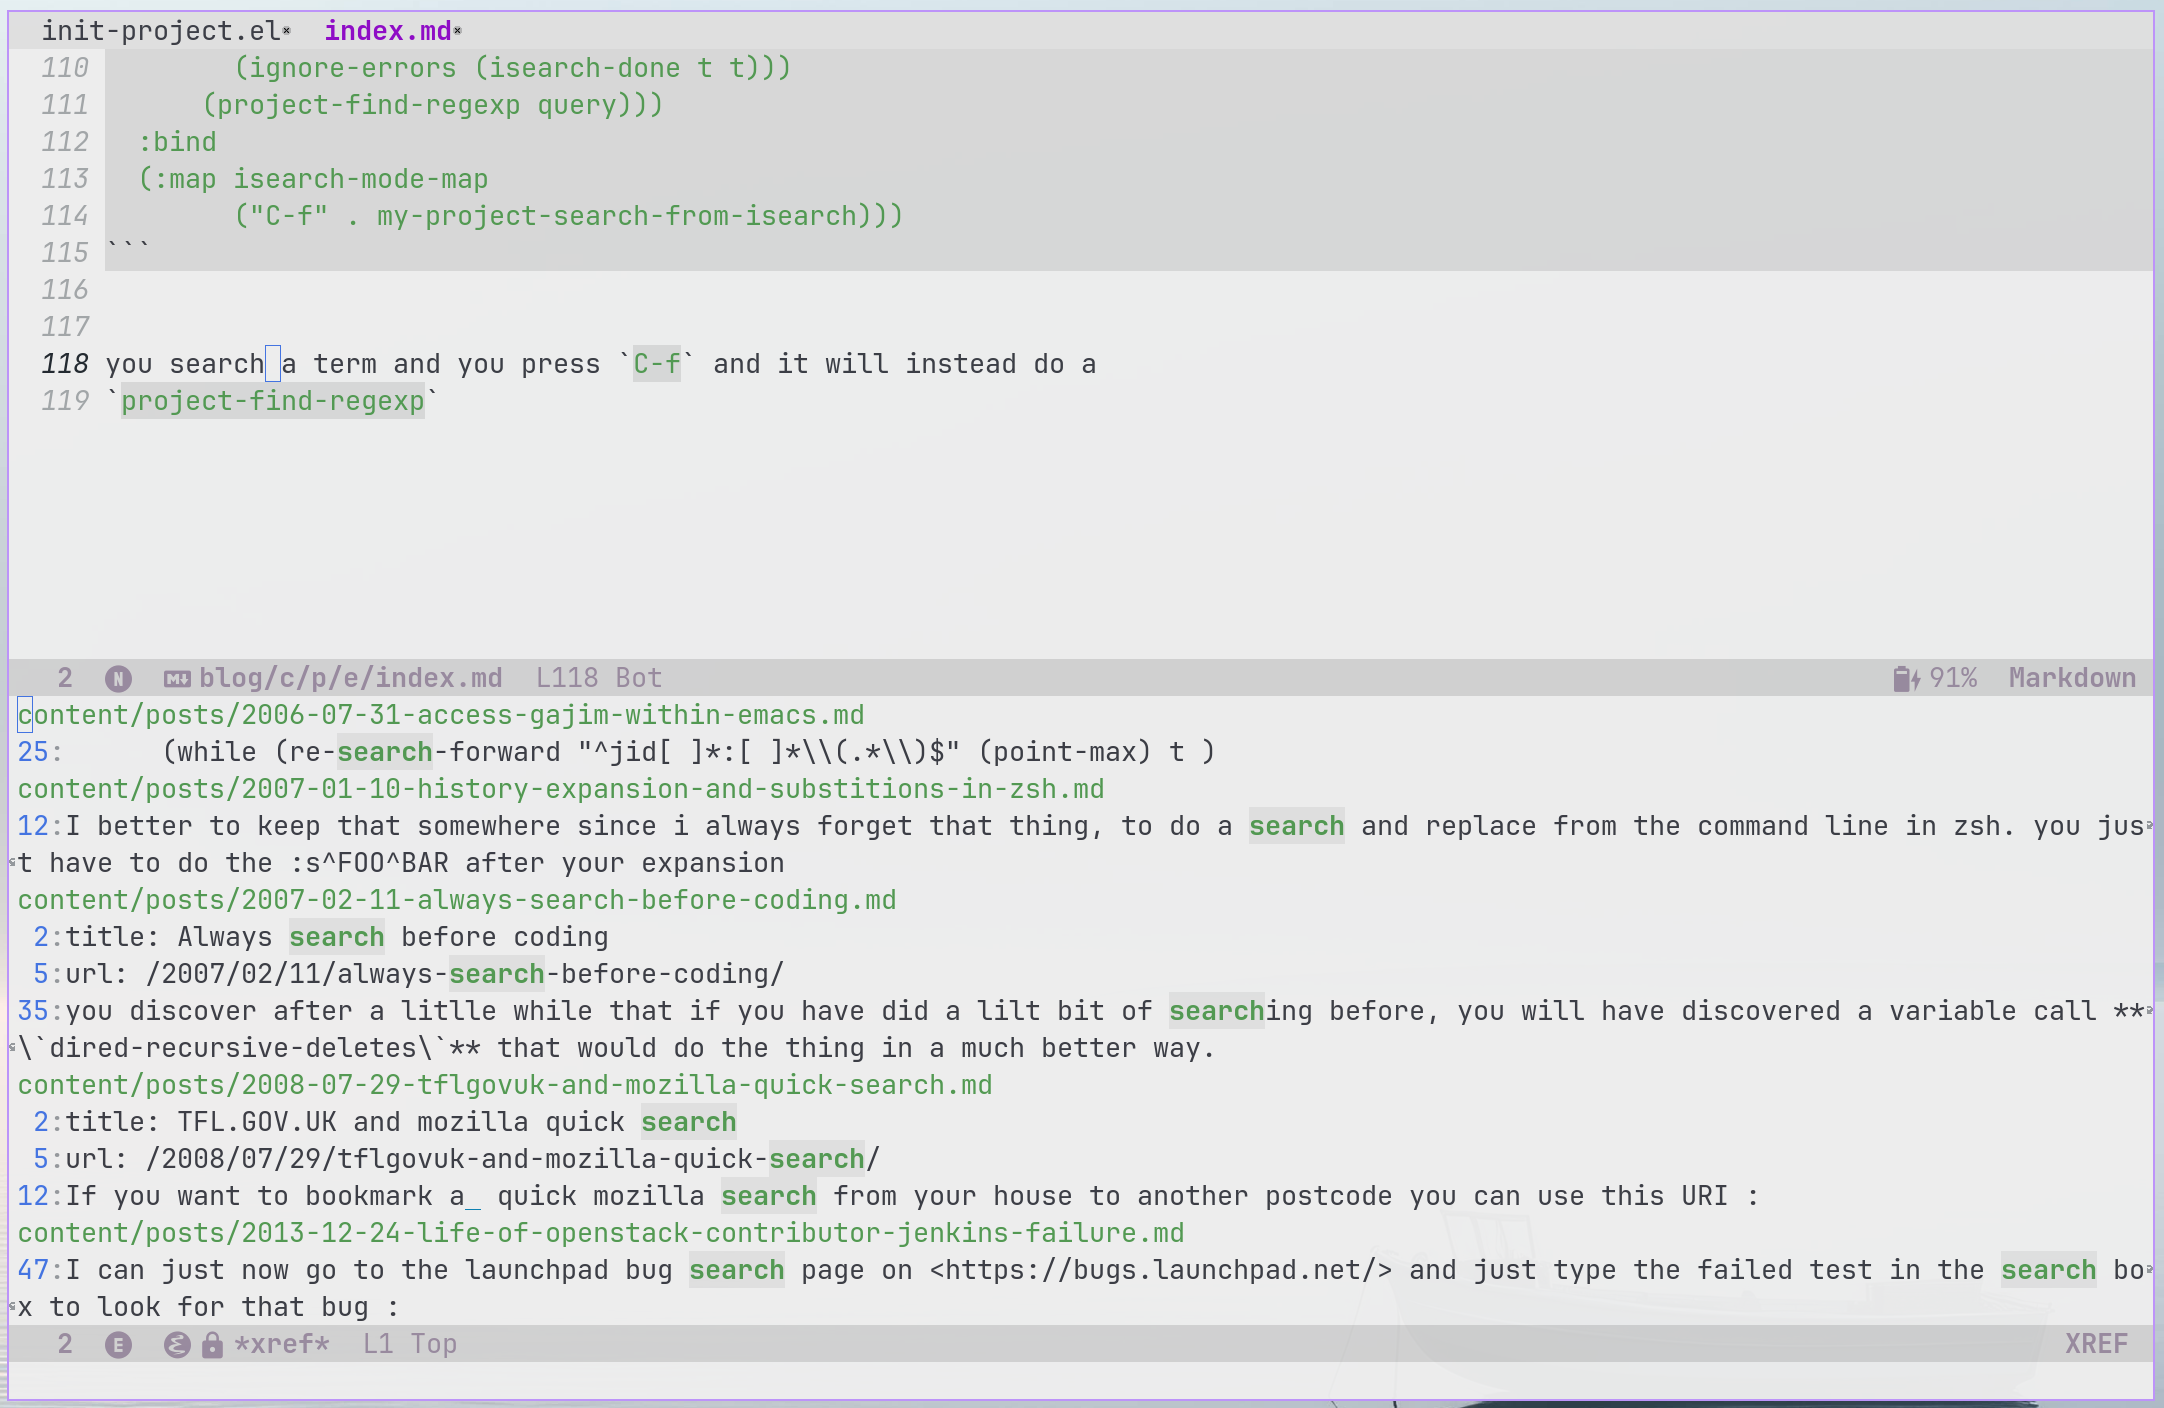 init-project.el index.md
110         (ignore-errors (isearch-done t t)))
111       (project-find-regexp query)))
112   :bind
113   (:map isearch-mode-map
114         ("C-f" . my-project-search-from-isearch)))
115 ```
116
117
118 you search a term and you press `C-f` and it will instead do a
119 `project-find-regexp`
2 N blog/c/p/e/index.md L118 Bot 91% Markdown
content/posts/2006-07-31-access-gajim-within-emacs.md
25:      (while (re-search-forward "^jid[ ]*:[ ]*\\(.*\\)$" (point-max) t )
content/posts/2007-01-10-history-expansion-and-substitions-in-zsh.md
12:I better to keep that somewhere since i always forget that thing, to do a search and replace from the command line in zsh. you jus
t have to do the :s^FOO^BAR after your expansion
content/posts/2007-02-11-always-search-before-coding.md
 2:title: Always search before coding
 5:url: /2007/02/11/always-search-before-coding/
35:you discover after a litlle while that if you have did a lilt bit of searching before, you will have discovered a variable call **
\`dired-recursive-deletes\`** that would do the thing in a much better way.
content/posts/2008-07-29-tflgovuk-and-mozilla-quick-search.md
 2:title: TFL.GOV.UK and mozilla quick search
 5:url: /2008/07/29/tflgovuk-and-mozilla-quick-search/
12:If you want to bookmark a_ quick mozilla search from your house to another postcode you can use this URI :
content/posts/2013-12-24-life-of-openstack-contributor-jenkins-failure.md
47:I can just now go to the launchpad bug search page on <https://bugs.launchpad.net/> and just type the failed test in the search bo
x to look for that bug :
2 E *xref* L1 Top XREF